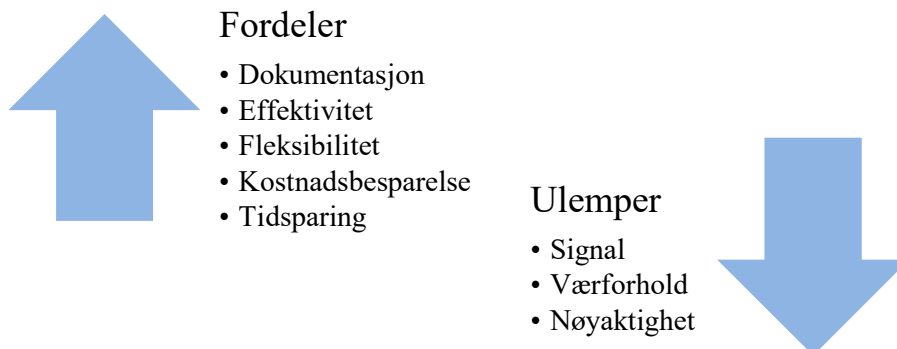 Fordeler
• Dokumentasjon
• Effektivitet
• Fleksibilitet
• Kostnadsbesparelse
• Tidsparing
Ulemper
• Signal
• Værforhold
• Nøyaktighet